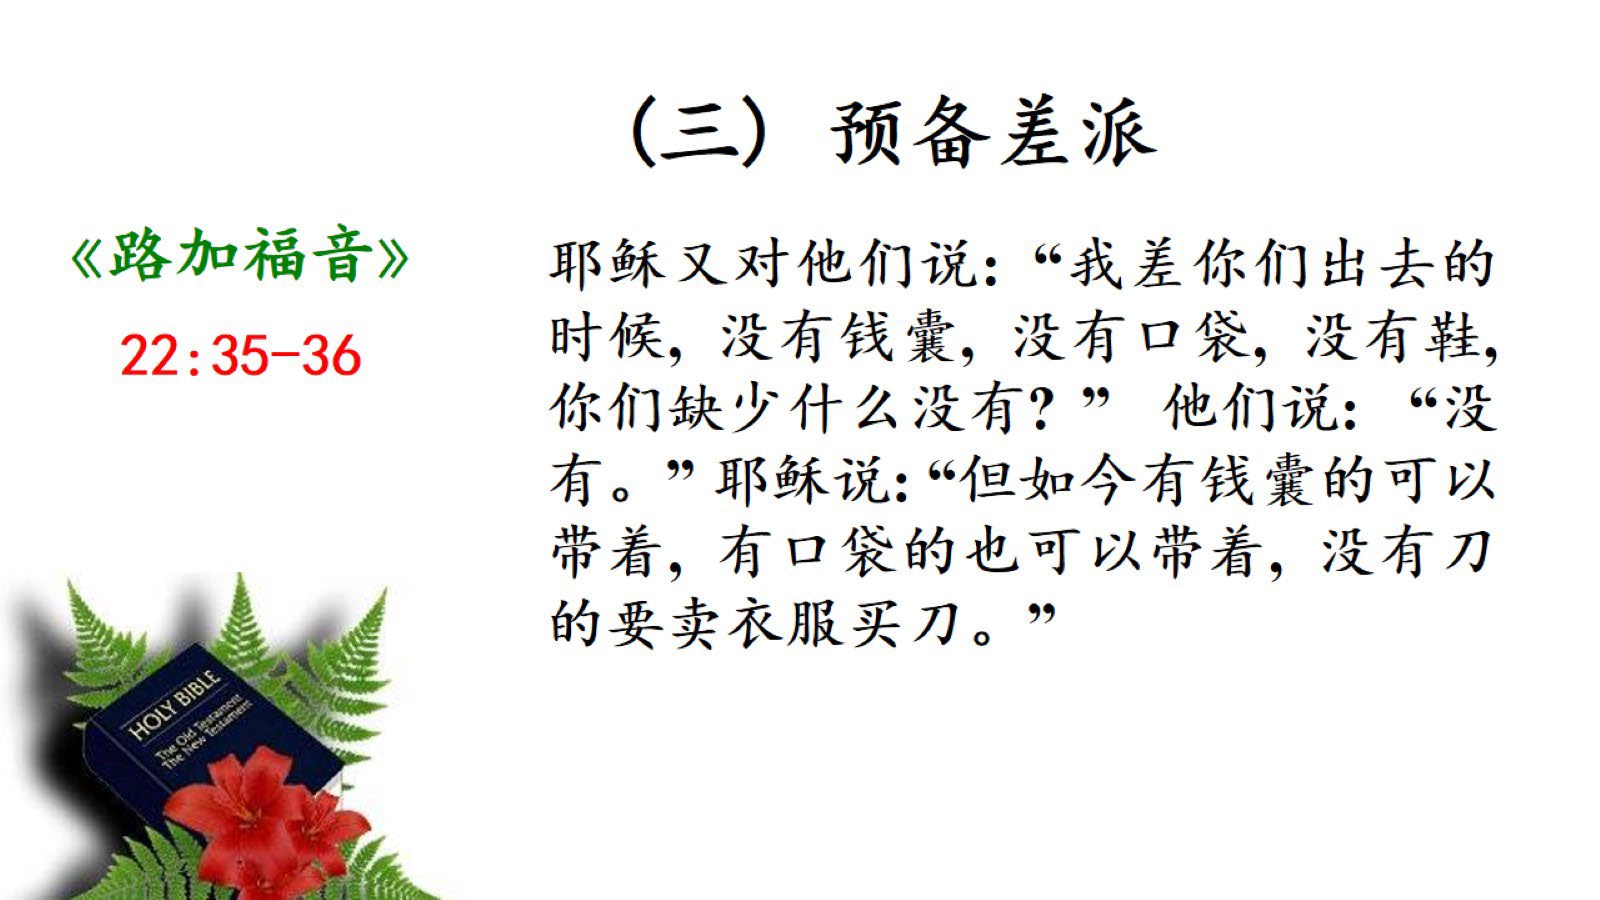 （三） 预备差派
《路加福音》
22:35-36
耶稣又对他们说：“我差你们出去的
时候，没有钱囊，没有口袋，没有鞋，
你们缺少什么没有？” 他们说：“没
有。”耶稣说：“但如今有钱囊的可以
带着，有口袋的也可以带着，没有刀
的要卖衣服买刀。”
HOLY BIBLE
The Old Testament
The New Testament